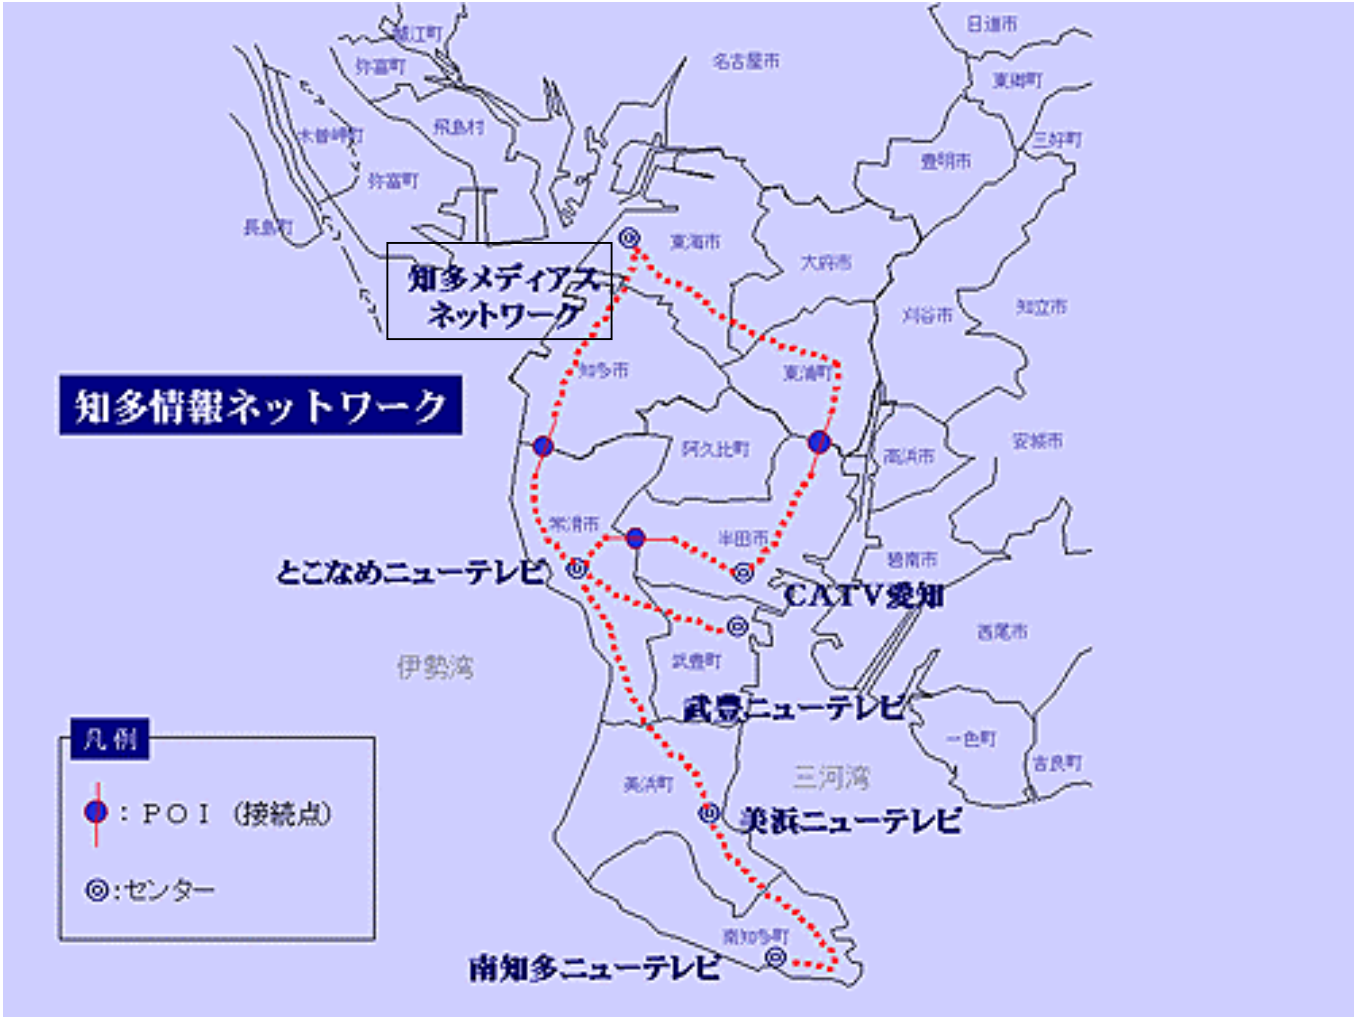 蟹江町
弥富町
名古屋市
日進市
東郷町
木曽岬町
飛島村
三好町
豊明市
弥富町
長島町
東海市
大府市
知多メディアス
ネットワーク
刈谷市
知立市
知多市
東浦町
知多情報ネットワーク
阿久比町
高浜市
安城市
常滑市
半田市
碧南市
とこなめニューテレビ
CATV愛知
西尾市
伊勢湾
武豊町
武豊ニューテレビ
一色町
吉良町
凡例
美浜町
三河湾
:POI(接続点)
美浜ニューテレビ
:センター
南知多町
南知多ニューテレビ